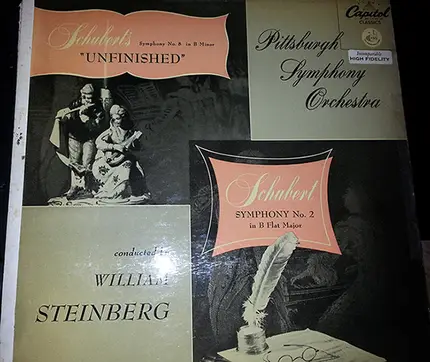 Schubert's
Symphony No. 8 in B Minor
"UNFINISHED"
Capitol
CLASSICS
Incomparable
HIGH FIDELITY
Pittsburgh
Symphony
Orchestra
Schubert
SYMPHONY No. 2
in B Flat Major
conducted by
WILLIAM
STEINBERG